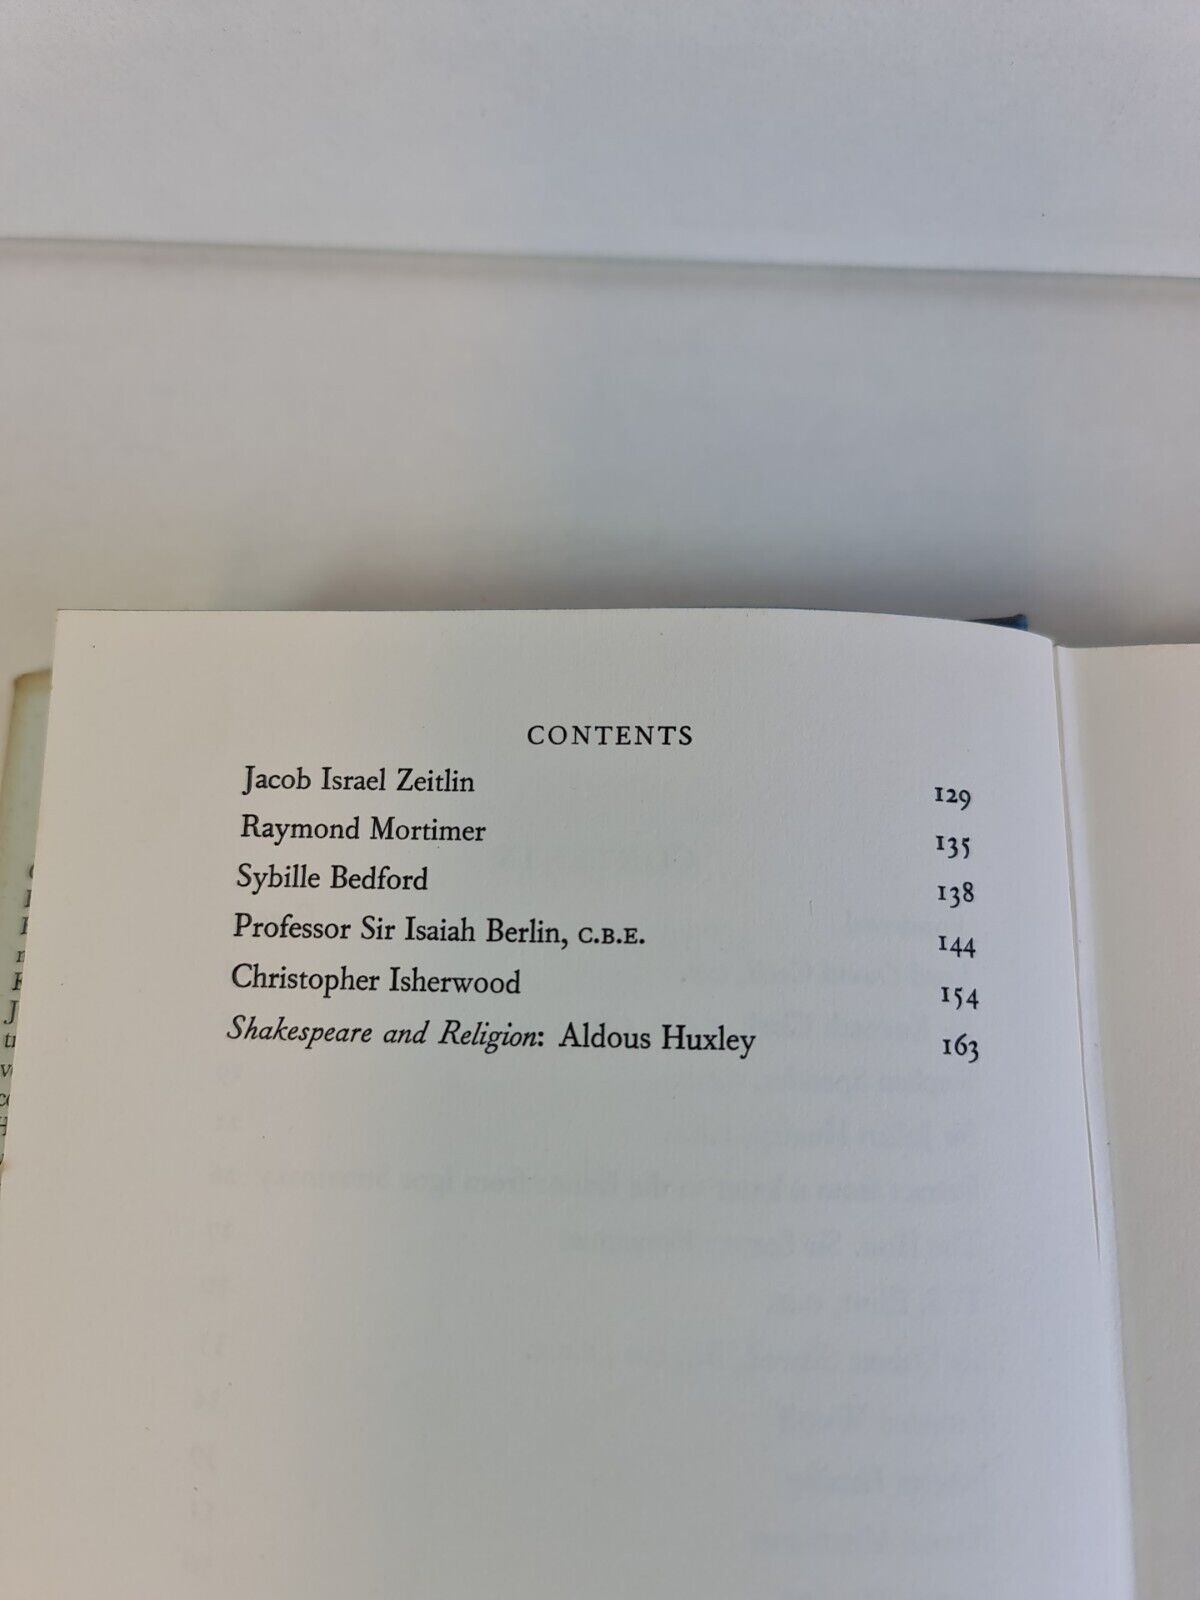 CONTENTS
Jacob Israel Zeitlin 129
Raymond Mortimer 135
Sybille Bedford 138
Professor Sir Isaiah Berlin, C.B.E. 144
Christopher Isherwood 154
Shakespeare and Religion: Aldous Huxley 163